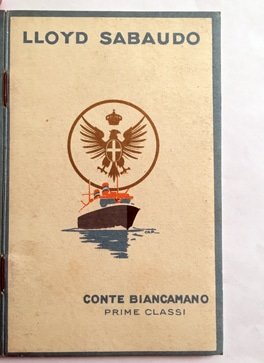 LLOYD SABAUDO
CONTE BIANCAMANO
PRIME CLASSI